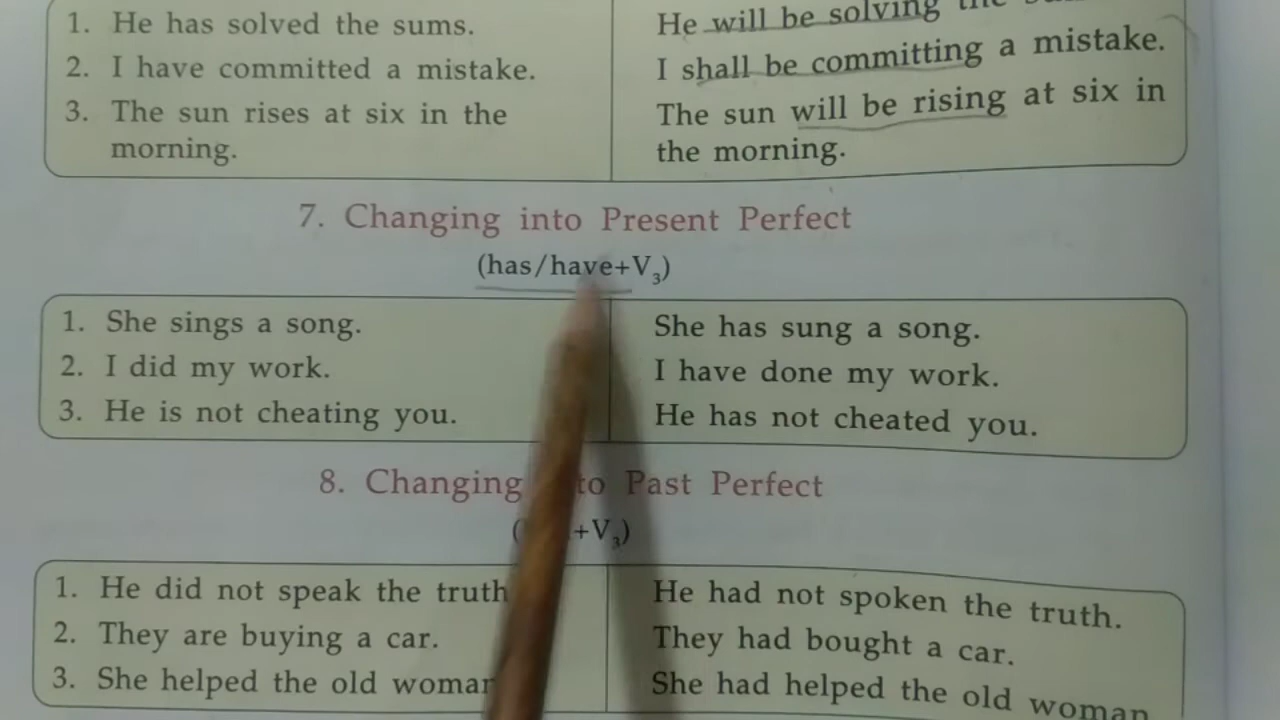 1. He has solved the sums.
He will be solving the
2. I have committed a mistake.
I shall be committing a mistake.
3. The sun rises at six in the
morning.
The sun will be rising at six in
the morning.
7. Changing into Present Perfect
(has/have+V₃)
1. She sings a song.
She has sung a song.
2. I did my work.
I have done my work.
3. He is not cheating you.
He has not cheated you.
8. Changing to Past Perfect
( +V₃)
1. He did not speak the truth
He had not spoken the truth.
2. They are buying a car.
They had bought a car.
3. She helped the old woman
She had helped the old woman